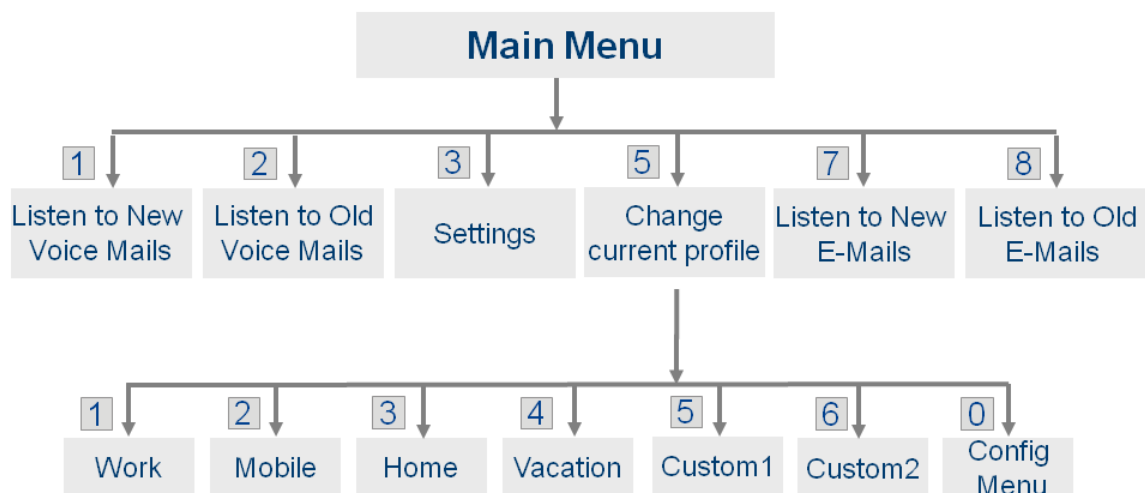 Main Menu
1
2
3
5
7
8
Listen to New
Voice Mails
Listen to Old
Voice Mails
Settings
Change
current profile
Listen to New
E-Mails
Listen to Old
E-Mails
1
2
3
4
5
6
0
Work
Mobile
Home
Vacation
Custom1
Custom2
Config
Menu